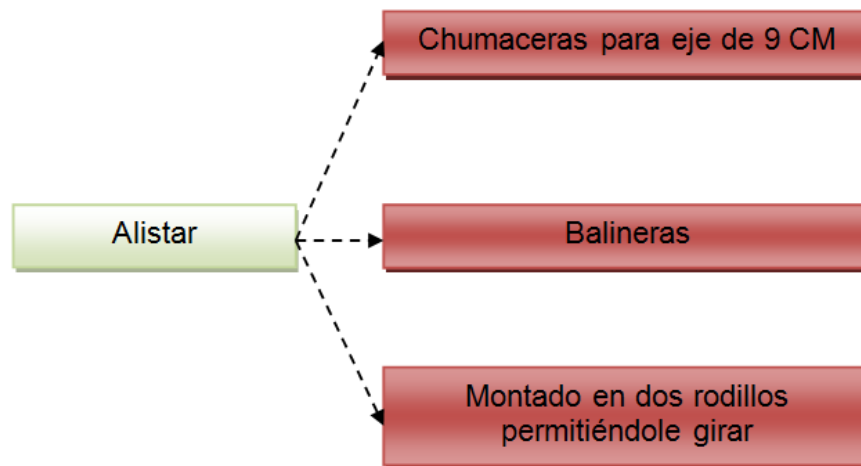 Chumaceras para eje de 9 CM
Alistar
Balineras
Montado en dos rodillos
permitiéndole girar